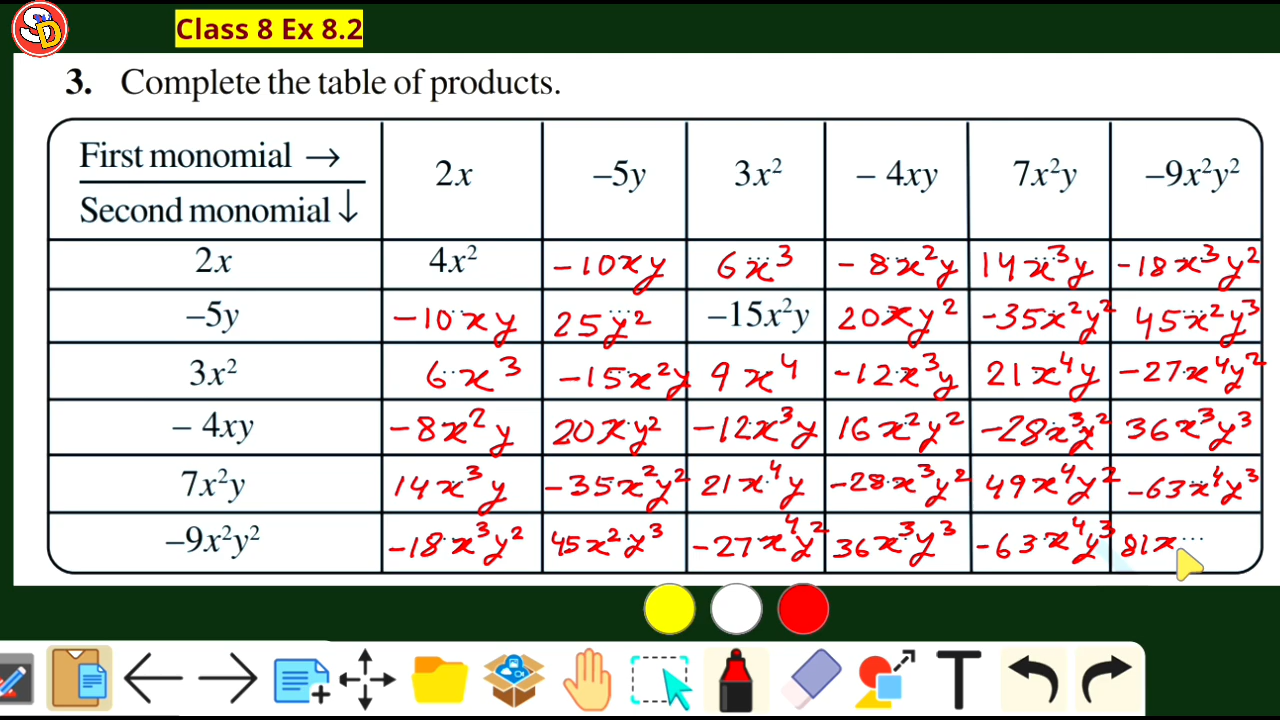 SD
Class 8 Ex 8.2
3. Complete the table of products.
First monomial → 2x –5y 3x² – 4xy 7x²y –9x²y²
Second monomial ↓
2x 4x² -10xy 6x³ -8x²y 14x³y -18x³y²
–5y -10xy 25y² –15x²y 20xy² -35x²y² 45x²y³
3x² 6x³ -15x²y 9x⁴ -12x³y 21x⁴y -27x⁴y²
– 4xy -8x²y 20xy² -12x³y 16x²y² -28x³y² 36x³y³
7x²y 14x³y -35x²y² 21x⁴y -28x³y² 49x⁴y² -63x⁴y³
–9x²y² -18x³y² 45x²y³ -27x⁴y² 36x³y³ -63x⁴y³ 81x...
T